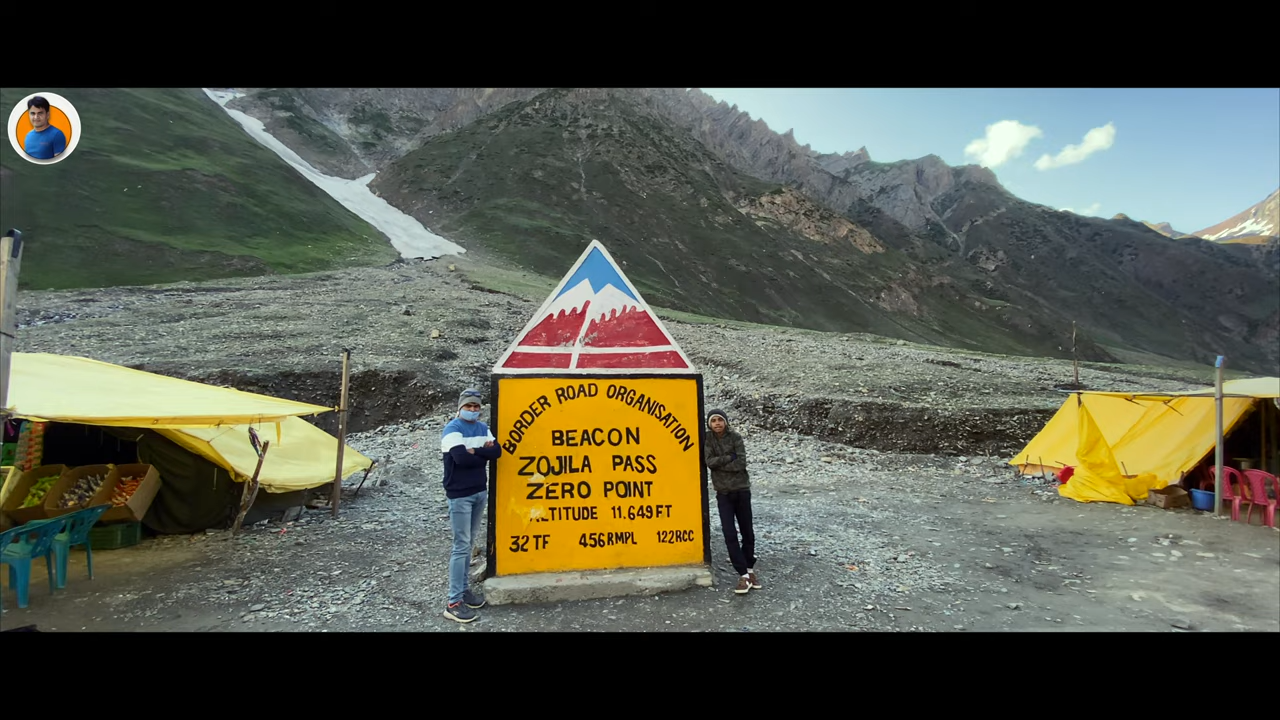 BORDER ROAD ORGANISATION
BEACON
ZOJILA PASS
ZERO POINT
ALTITUDE 11.649 FT
32 TF 456 RMPL 122 RCC